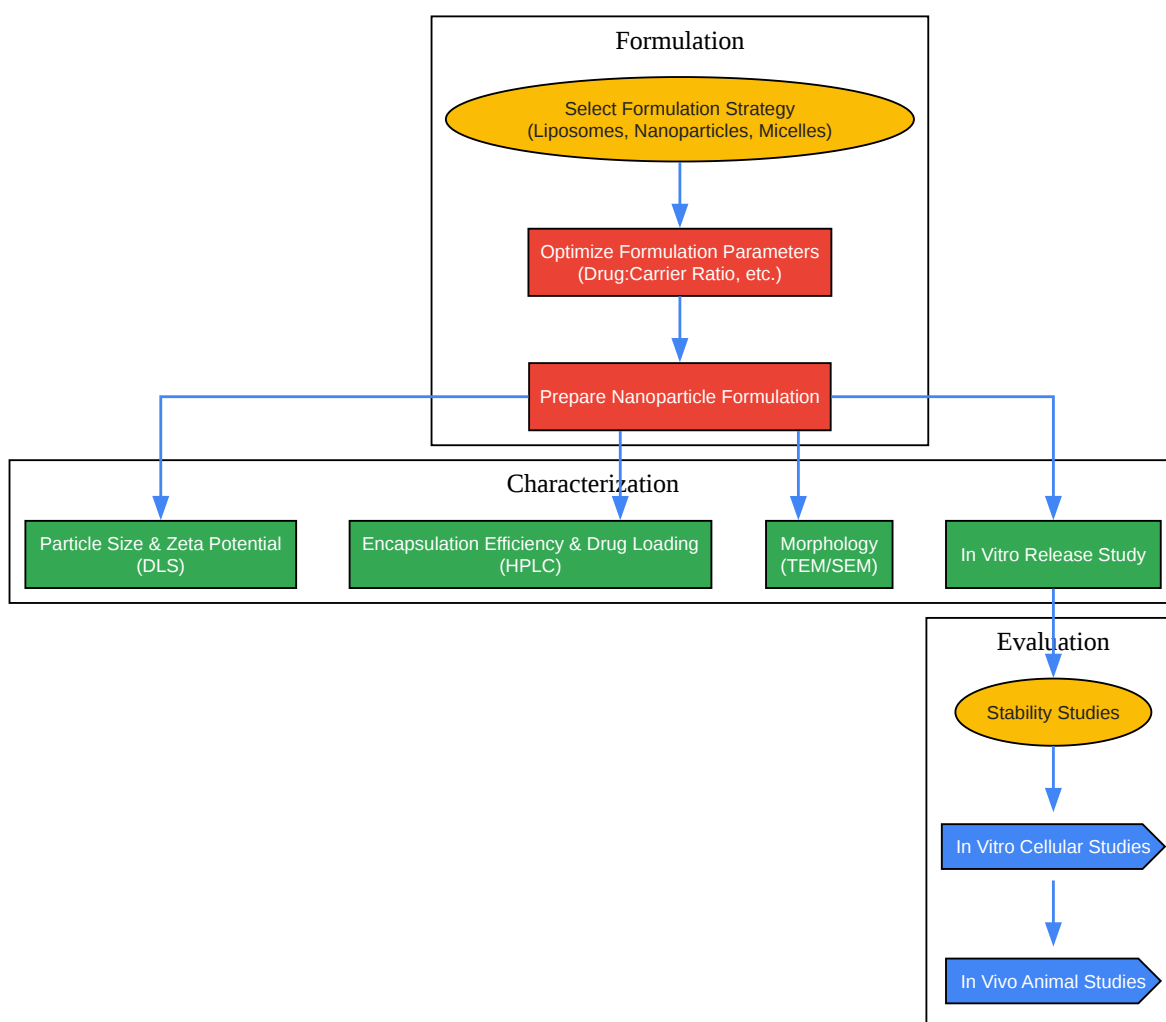 Formulation
Select Formulation Strategy
(Liposomes, Nanoparticles, Micelles)
Optimize Formulation Parameters
(Drug:Carrier Ratio, etc.)
Prepare Nanoparticle Formulation
Characterization
Particle Size & Zeta Potential
(DLS)
Encapsulation Efficiency & Drug Loading
(HPLC)
Morphology
(TEM/SEM)
In Vitro Release Study
Evaluation
Stability Studies
In Vitro Cellular Studies
In Vivo Animal Studies